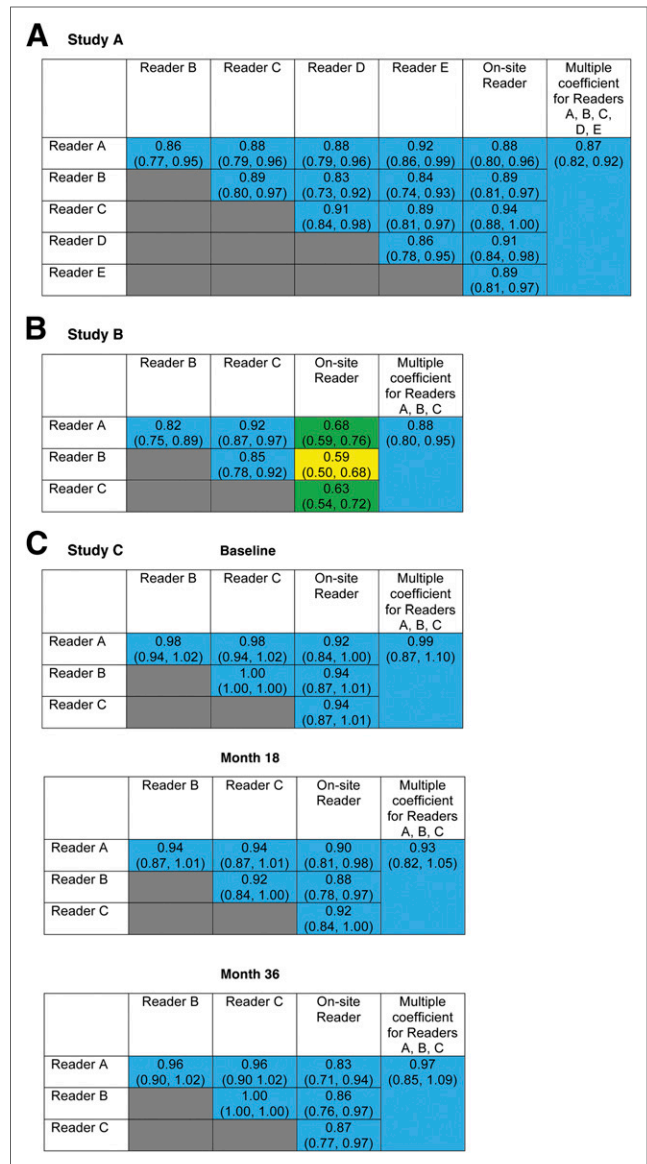 A Study A
Reader B Reader C Reader D Reader E On-site Reader Multiple coefficient for Readers A, B, C, D, E
Reader A 0.86 (0.77, 0.95) 0.88 (0.79, 0.96) 0.88 (0.79, 0.96) 0.92 (0.86, 0.99) 0.88 (0.80, 0.96) 0.87 (0.82, 0.92)
Reader B 0.89 (0.80, 0.97) 0.83 (0.73, 0.92) 0.84 (0.74, 0.93) 0.89 (0.81, 0.97)
Reader C 0.91 (0.84, 0.98) 0.89 (0.81, 0.97) 0.94 (0.88, 1.00)
Reader D 0.86 (0.78, 0.95) 0.91 (0.84, 0.98)
Reader E 0.89 (0.81, 0.97)
B Study B
Reader B Reader C On-site Reader Multiple coefficient for Readers A, B, C
Reader A 0.82 (0.75, 0.89) 0.92 (0.87, 0.97) 0.68 (0.59, 0.76) 0.88 (0.80, 0.95)
Reader B 0.85 (0.78, 0.92) 0.59 (0.50, 0.68)
Reader C 0.63 (0.54, 0.72)
C Study C Baseline
Reader B Reader C On-site Reader Multiple coefficient for Readers A, B, C
Reader A 0.98 (0.94, 1.02) 0.98 (0.94, 1.02) 0.92 (0.84, 1.00) 0.99 (0.87, 1.10)
Reader B 1.00 (1.00, 1.00) 0.94 (0.87, 1.01)
Reader C 0.94 (0.87, 1.01)
Month 18
Reader B Reader C On-site Reader Multiple coefficient for Readers A, B, C
Reader A 0.94 (0.87, 1.01) 0.94 (0.87, 1.01) 0.90 (0.81, 0.98) 0.93 (0.82, 1.05)
Reader B 0.92 (0.84, 1.00) 0.88 (0.78, 0.97)
Reader C 0.92 (0.84, 1.00)
Month 36
Reader B Reader C On-site Reader Multiple coefficient for Readers A, B, C
Reader A 0.96 (0.90, 1.02) 0.96 (0.90 1.02) 0.83 (0.71, 0.94) 0.97 (0.85, 1.09)
Reader B 1.00 (1.00, 1.00) 0.86 (0.76, 0.97)
Reader C 0.87 (0.77, 0.97)